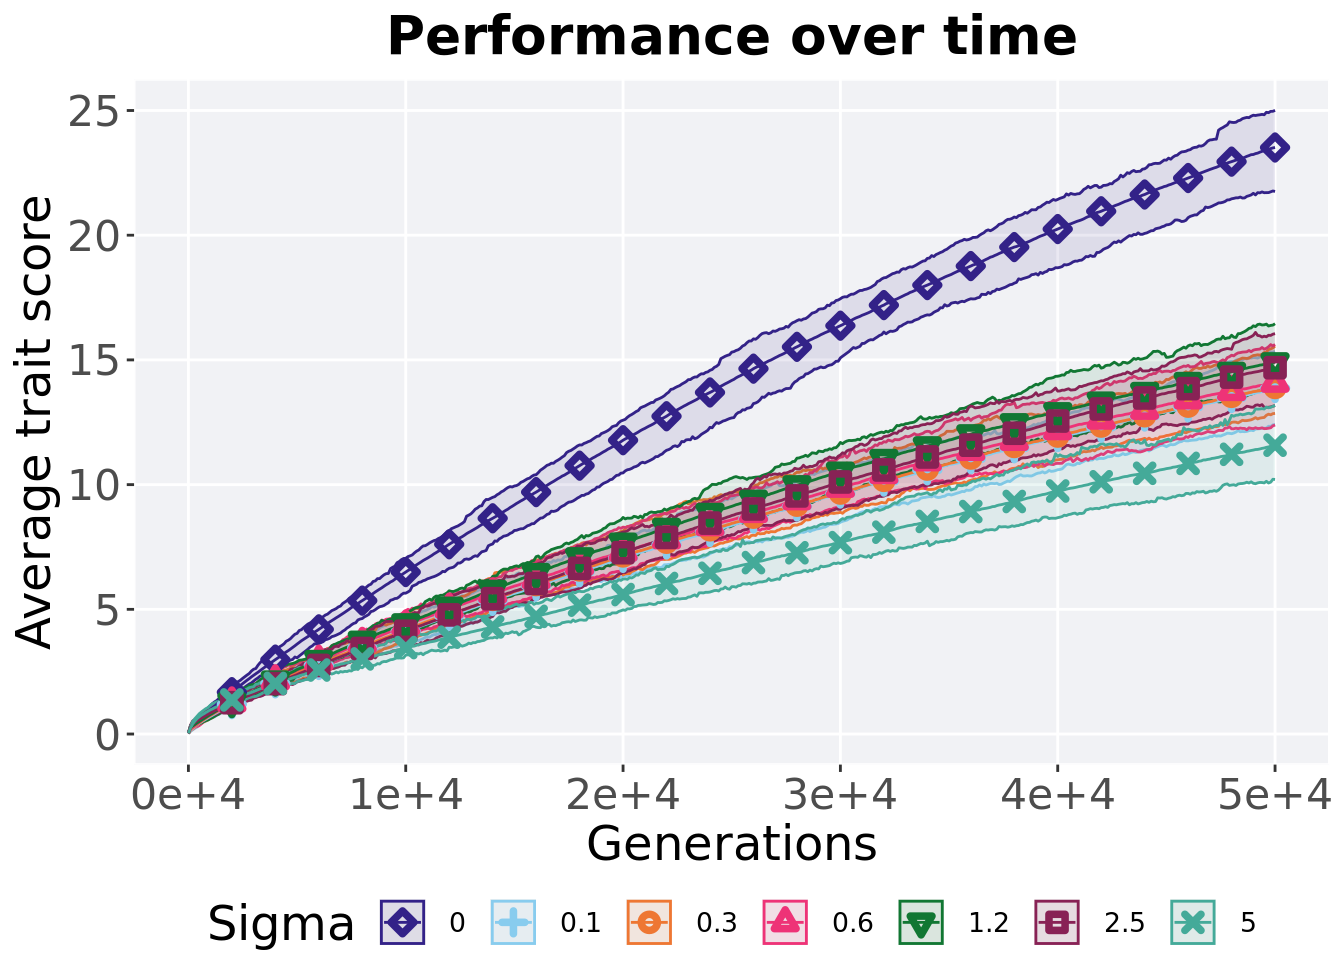 Performance over time
Average trait score
25
20
15
10
5
0
0e+4 1e+4 2e+4 3e+4 4e+4 5e+4
Generations
Sigma 0 0.1 0.3 0.6 1.2 2.5 5